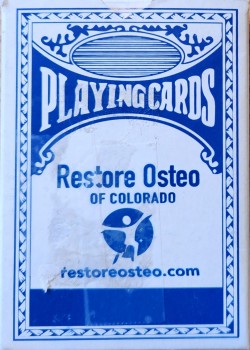 PLAYING CARDS
Restore Osteo
OF COLORADO
restoreosteo.com